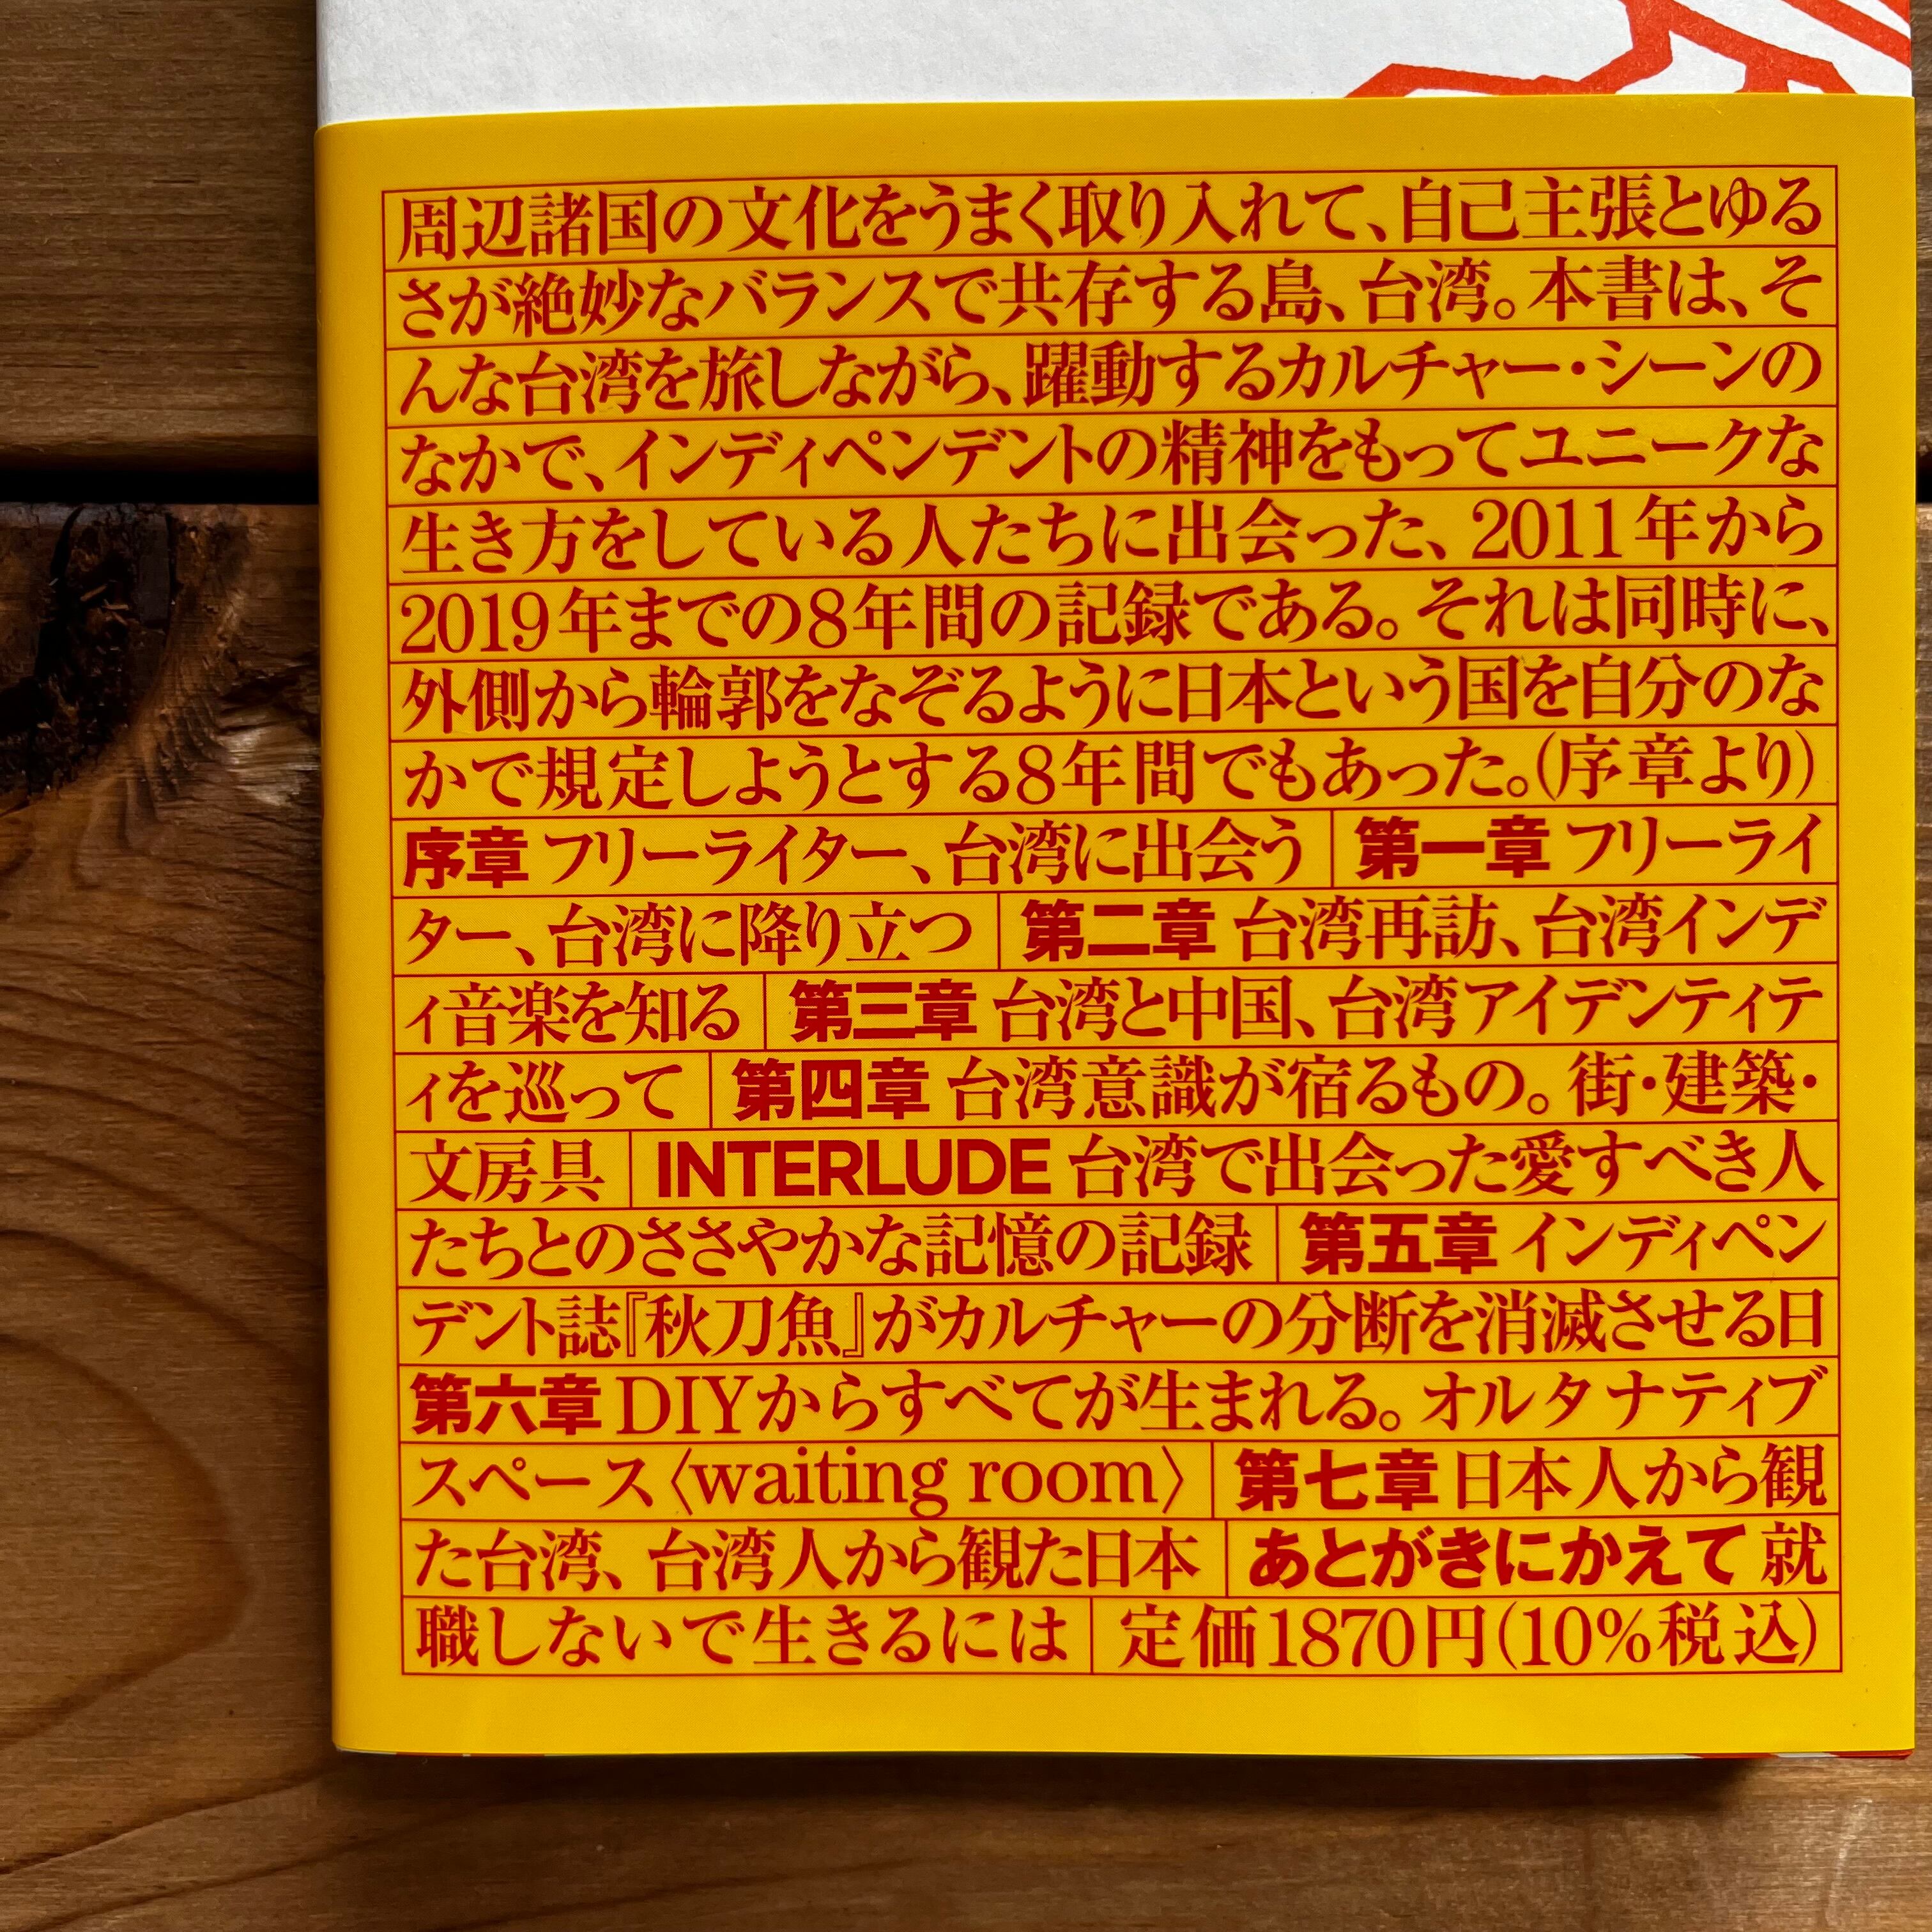 周辺諸国の文化をうまく取り入れて、自己主張とゆる
さが絶妙なバランスで共存する島、台湾。本書は、そ
んな台湾を旅しながら、躍動するカルチャー・シーンの
なかで、インディペンデントの精神をもってユニークな
生き方をしている人たちに出会った、2011年から
2019年までの8年間の記録である。それは同時に、
外側から輪郭をなぞるように日本という国を自分のな
かで規定しようとする8年間でもあった。(序章より)
序章 フリーライター、台湾に出会う 第一章 フリーライ
ター、台湾に降り立つ 第二章 台湾再訪、台湾インデ
ィ音楽を知る 第三章 台湾と中国、台湾アイデンティテ
ィを巡って 第四章 台湾意識が宿るもの。街・建築・
文房具 INTERLUDE 台湾で出会った愛すべき人
たちとのささやかな記憶の記録 第五章 インディペン
デント誌『秋刀魚』がカルチャーの分断を消滅させる日
第六章 DIYからすべてが生まれる。オルタナティブ
スペース〈waiting room〉 第七章 日本人から観
た台湾、台湾人から観た日本 あとがきにかえて 就
職しないで生きるには 定価1870円(10%税込)